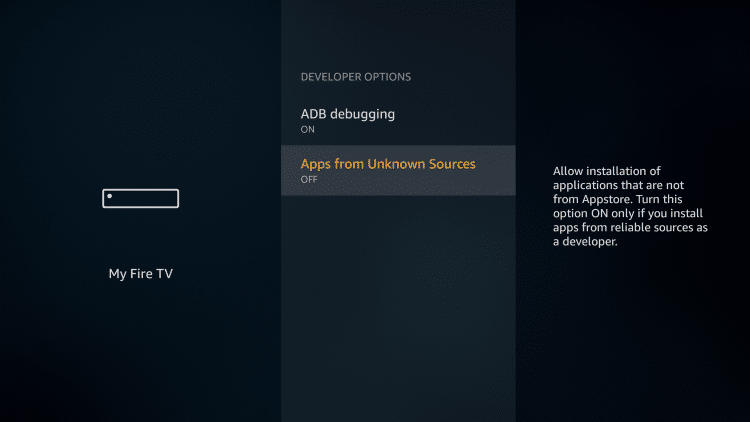 DEVELOPER OPTIONS
ADB debugging
ON
Apps from Unknown Sources
OFF
My Fire TV
Allow installation of
applications that are not
from Appstore. Turn this
option ON only if you install
apps from reliable sources as
a developer.